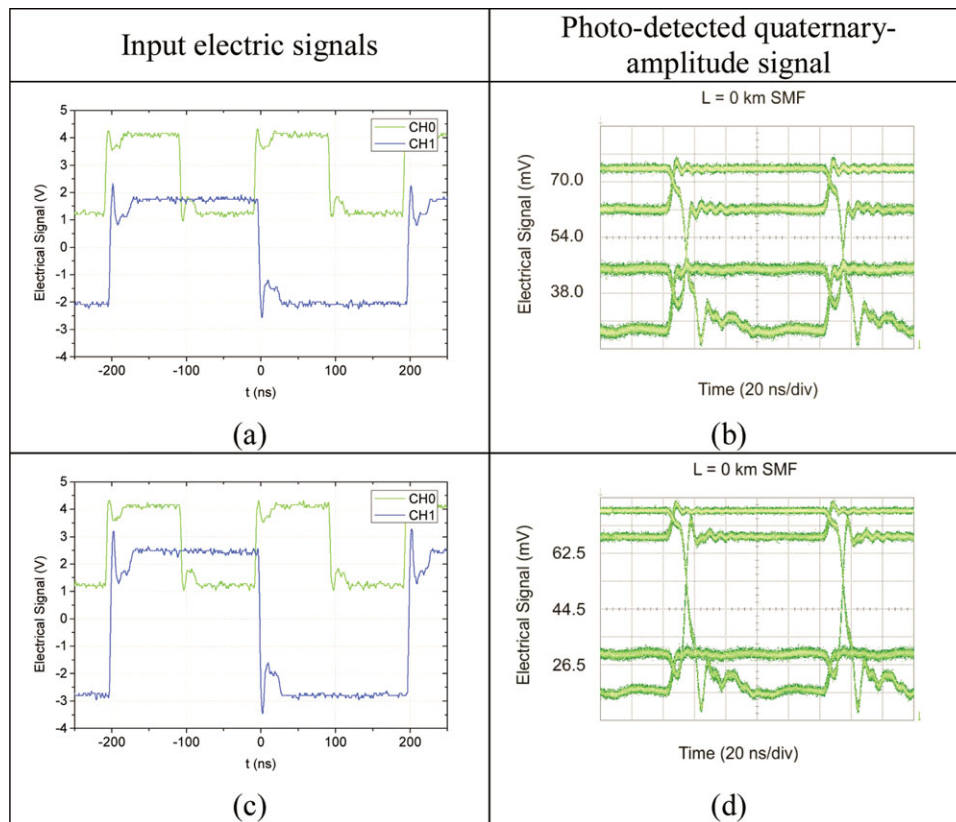 Input electric signals
Photo-detected quaternary-
amplitude signal
5
4
3
2
1
0
-1
-2
-3
-4
Electrical Signal (V)
CH0
CH1
-200
-100
0
100
200
t (ns)
(a)
L = 0 km SMF
70.0
54.0
38.0
Electrical Signal (mV)
Time (20 ns/div)
(b)
5
4
3
2
1
0
-1
-2
-3
-4
Electrical Signal (V)
CH0
CH1
-200
-100
0
100
200
t (ns)
(c)
L = 0 km SMF
62.5
44.5
26.5
Electrical Signal (mV)
Time (20 ns/div)
(d)